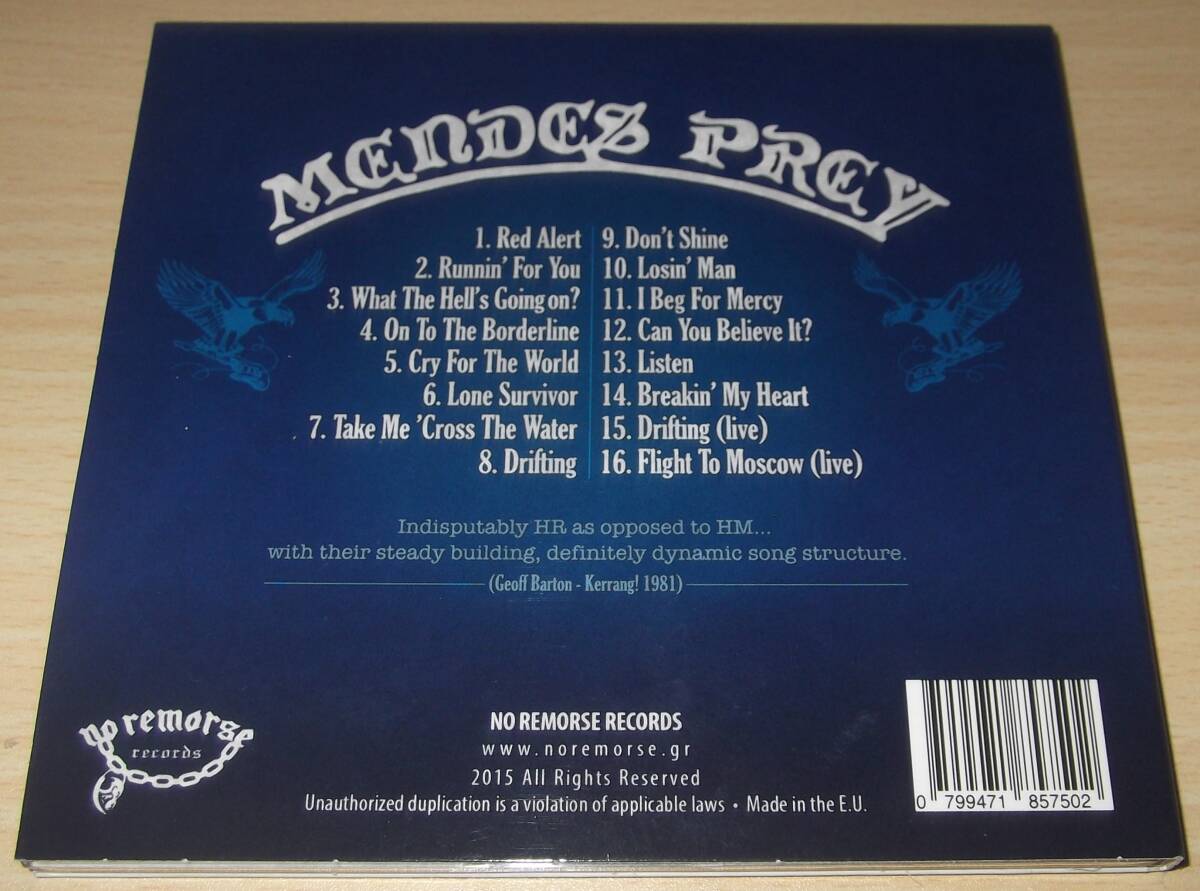 MENDES PREY
1. Red Alert
2. Runnin' For You
3. What The Hell's Going on?
4. On To The Borderline
5. Cry For The World
6. Lone Survivor
7. Take Me 'Cross The Water
8. Drifting
9. Don't Shine
10. Losin' Man
11. I Beg For Mercy
12. Can You Believe It?
13. Listen
14. Breakin' My Heart
15. Drifting (live)
16. Flight To Moscow (live)
Indisputably HR as opposed to HM...
with their steady building, definitely dynamic song structure.
(Geoff Barton - Kerrang! 1981)
no remorse
records
NO REMORSE RECORDS
www.noremorse.gr
2015 All Rights Reserved
Unauthorized duplication is a violation of applicable laws • Made in the E.U.
0 799471 857502